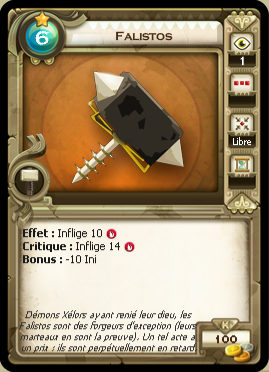 6
FALISTOS
1
Libre
Effet : Inflige 10
Critique : Inflige 14
Bonus : -10 Ini
Démons Xélors ayant renié leur dieu, les
Falistos sont des forgeurs d'exception (leurs
marteaux en sont la preuve). Un tel acte a
un prix : ils sont perpétuellement en retard
K
100